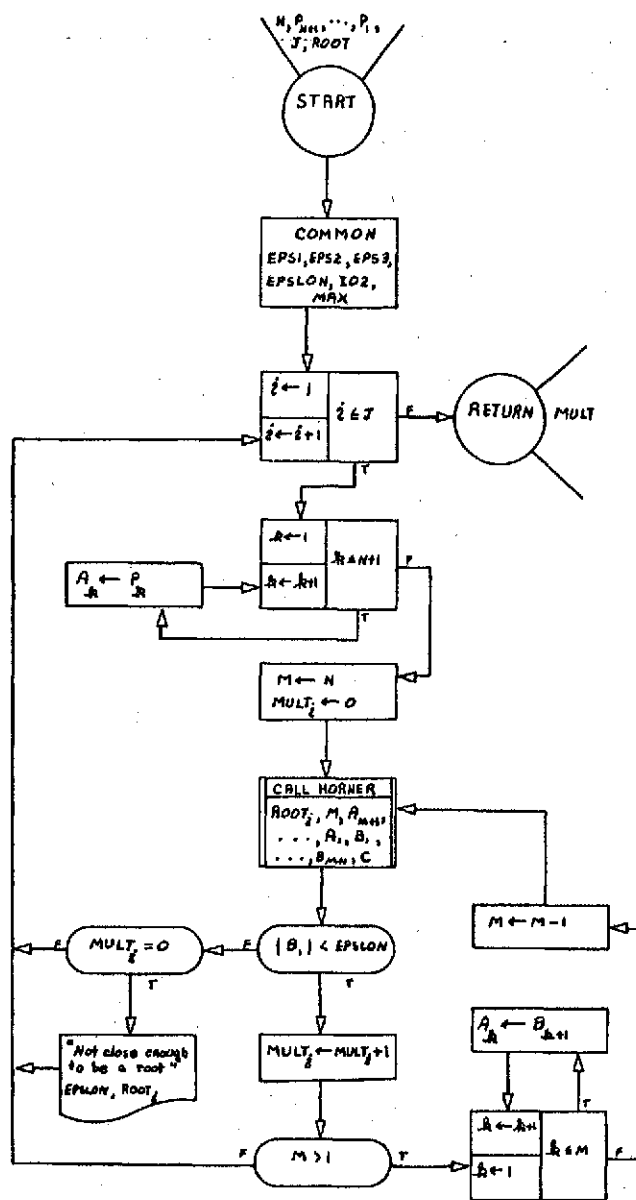 N, P_{N+1}, ..., P_1,
J, ROOT
START
COMMON
EPS1, EPS2, EPS3,
EPSLON, IO2,
MAX
i ← 1
i ← i+1
i ≤ J
F
T
RETURN
MULT
k ← 1
k ← k+1
k ≤ N+1
F
T
A_k ← P_k
M ← N
MULT_i ← 0
CALL HORNER
ROOT_i, M, A_{M+1},
..., A_1, B_1,
..., B_{M+1}, C
M ← M-1
|B_1| < EPSLON
F
T
MULT_i = 0
F
T
"Not close enough
to be a root"
EPSLON, ROOT_i
MULT_i ← MULT_i+1
M > 1
F
T
A_k ← B_{k+1}
T
k ← k+1
k ← 1
k ≤ M
F